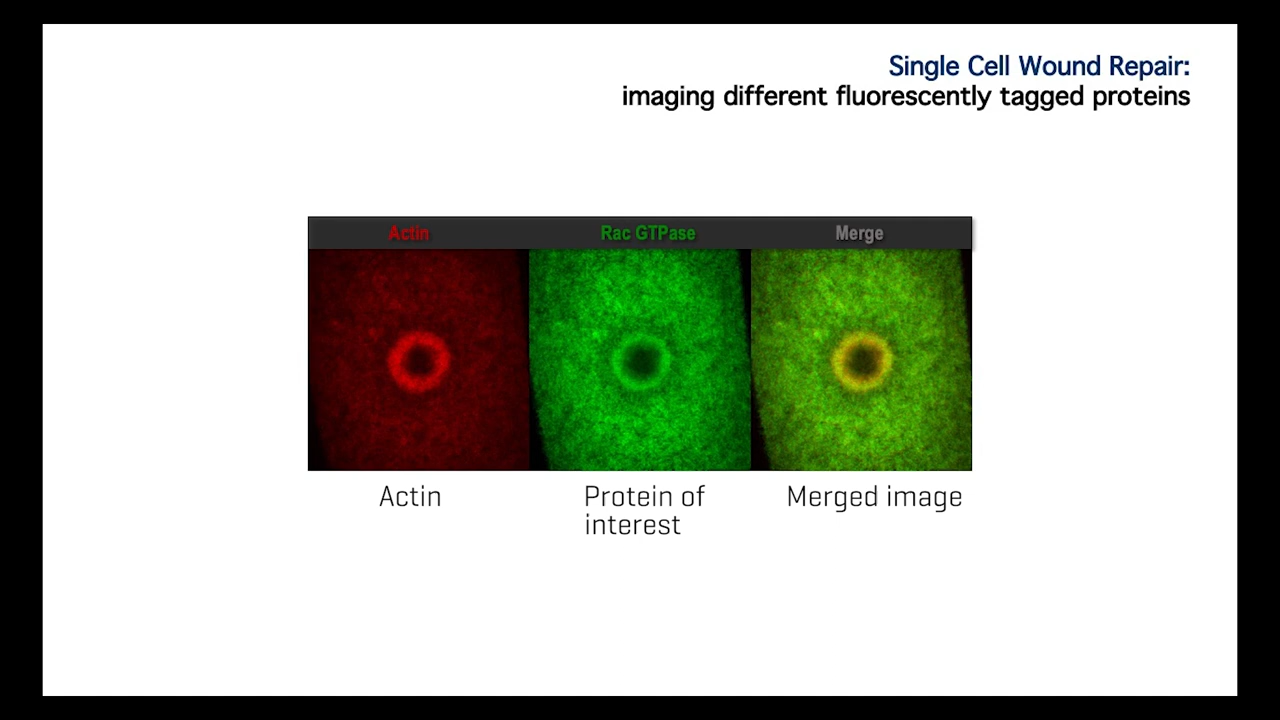 Single Cell Wound Repair:
imaging different fluorescently tagged proteins
Actin
Rac GTPase
Merge
Actin
Protein of
interest
Merged image